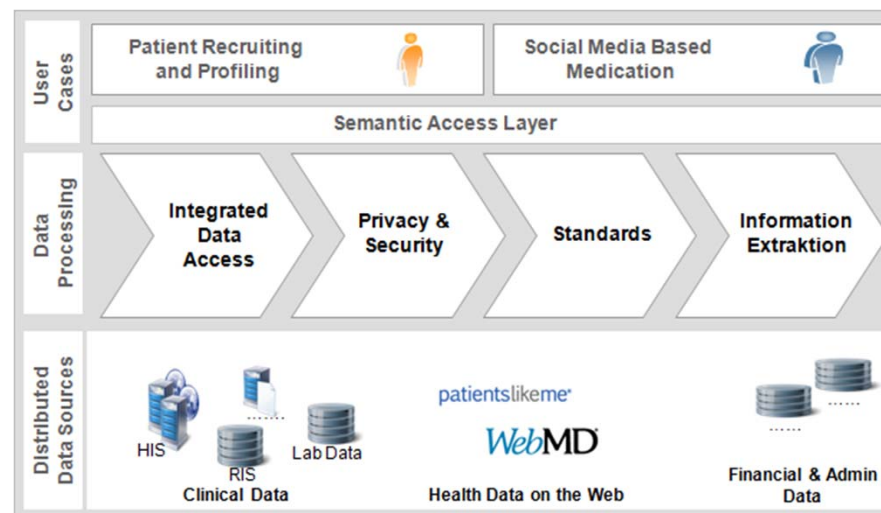 User
Cases
Patient Recruiting
and Profiling
Social Media Based
Medication
Semantic Access Layer
Data
Processing
Integrated
Data
Access
Privacy &
Security
Standards
Information
Extraktion
Distributed
Data Sources
HIS
........
RIS
Lab Data
Clinical Data
patientslikeme®
WebMD
Health Data on the Web
......
......
Financial & Admin
Data